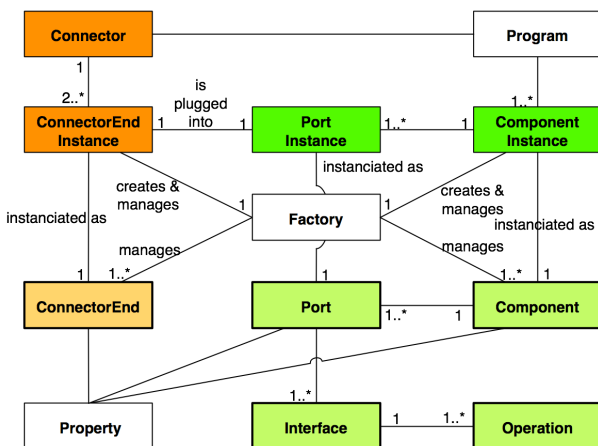 Connector
Program
1
2..*
1..*
is
plugged
into
ConnectorEnd
Instance
1
1
Port
Instance
1..*
1
Component
Instance
instanciated as
creates &
manages
creates &
manages
instanciated as
1
Factory
1
instanciated as
manages
manages
1
1..*
1
1..*
1
ConnectorEnd
Port
1..*
1
Component
1..*
Property
Interface
1
1..*
Operation